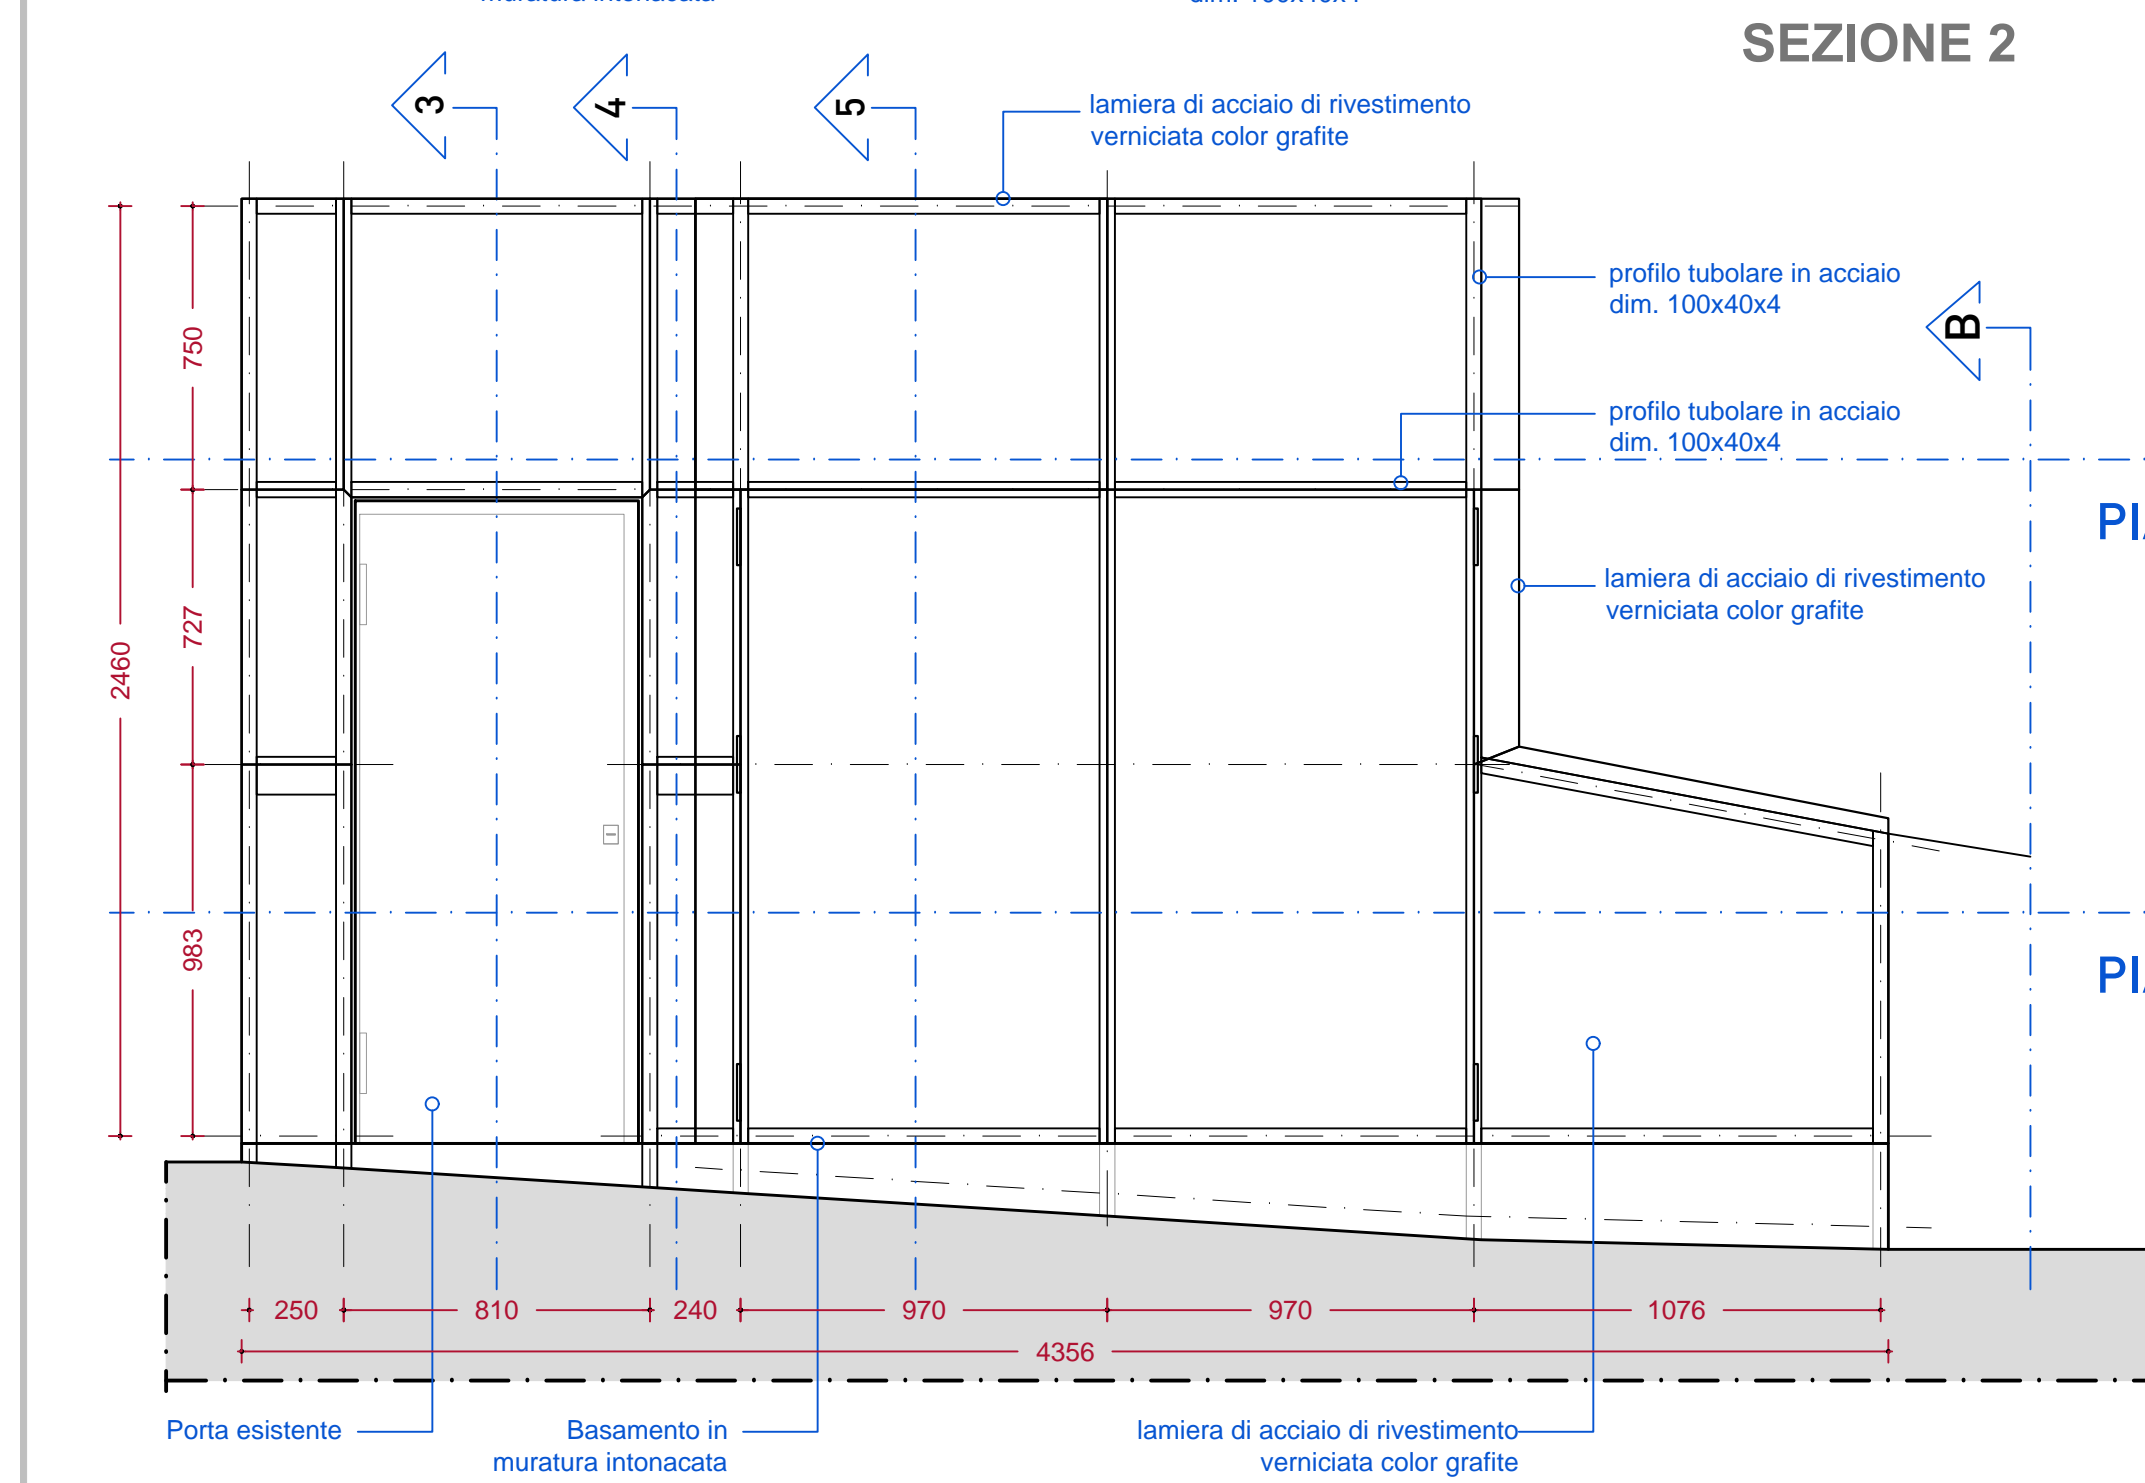 SEZIONE 2
3
4
5
lamiera di acciaio di rivestimento
verniciata color grafite
profilo tubolare in acciaio
dim. 100x40x4
B
750
profilo tubolare in acciaio
dim. 100x40x4
lamiera di acciaio di rivestimento
verniciata color grafite
727
2460
983
250
810
240
970
970
1076
4356
Porta esistente
Basamento in
muratura intonacata
lamiera di acciaio di rivestimento
verniciata color grafite